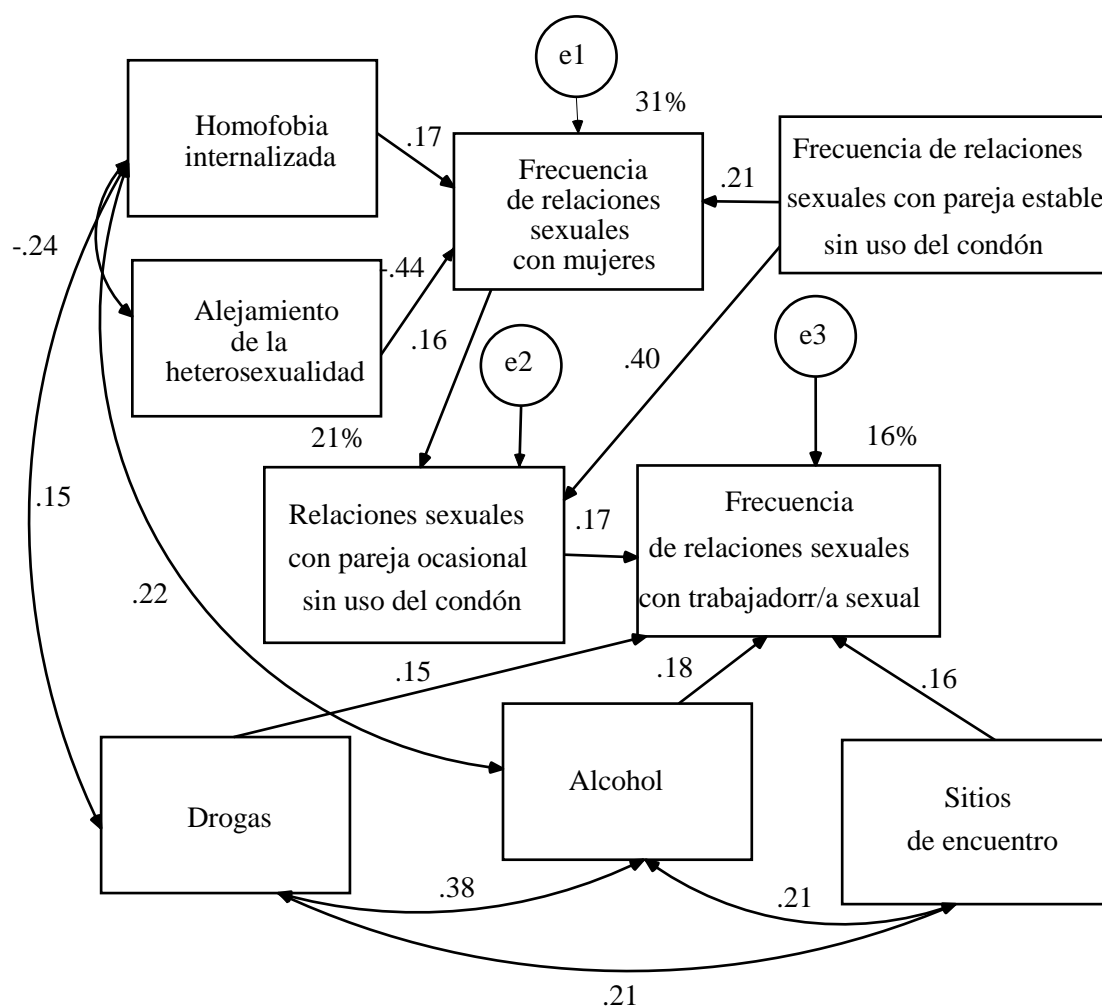 e1
31%
Homofobia
internalizada
.17
Frecuencia
de relaciones
sexuales
con mujeres
.21
Frecuencia de relaciones
sexuales con pareja estable
sin uso del condón
-.24
Alejamiento
de la
heterosexualidad
-.44
.16
e2
e3
.40
21%
16%
.15
Relaciones sexuales
con pareja ocasional
sin uso del condón
.17
Frecuencia
de relaciones sexuales
con trabajadorr/a sexual
.22
.15
.18
.16
Drogas
Alcohol
Sitios
de encuentro
.38
.21
.21